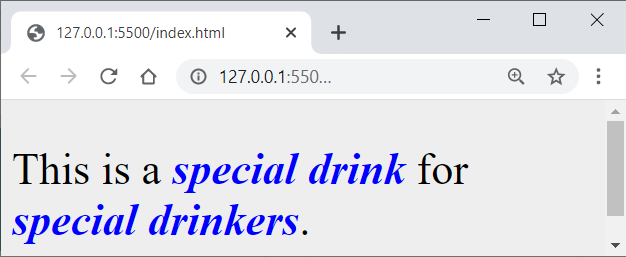 127.0.0.1:5500/index.html
127.0.0.1:550...
This is a special drink for
special drinkers.